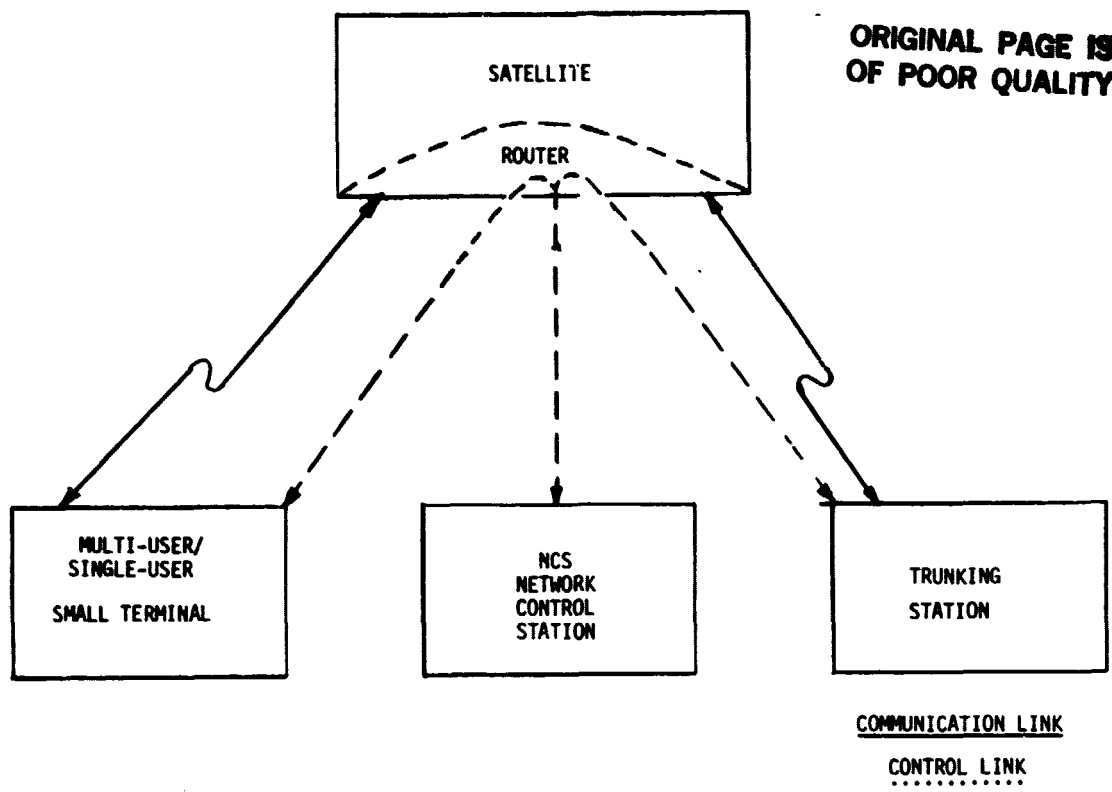 ORIGINAL PAGE IS
OF POOR QUALITY
SATELLITE
ROUTER
MULTI-USER/
SINGLE-USER
SMALL TERMINAL
NCS
NETWORK
CONTROL
STATION
TRUNKING
STATION
COMMUNICATION LINK
CONTROL LINK